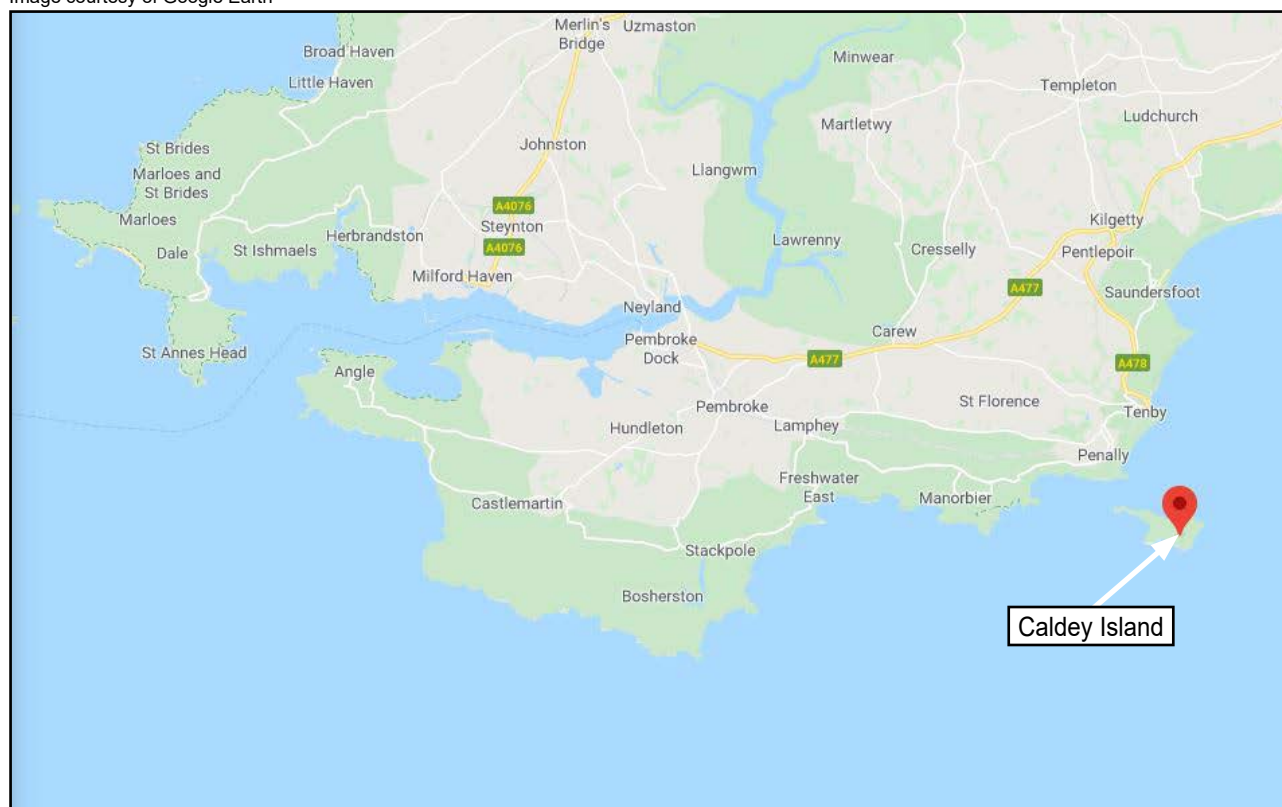 Image courtesy of Google Earth
Merlin's
Bridge
Uzmaston
Broad Haven
Little Haven
Minwear
Templeton
Ludchurch
Martletwy
Johnston
St Brides
Marloes and
St Brides
Llangwm
Marloes
A4076
Steynton
A4076
Herbrandston
St Ishmaels
Dale
Kilgetty
Pentlepoir
Lawrenny
Cresselly
Milford Haven
A477
Saundersfoot
Neyland
Carew
Pembroke
Dock
St Annes Head
A477
A478
Angle
St Florence
Pembroke
Tenby
Hundleton
Lamphey
Penally
Freshwater
East
Manorbier
Castlemartin
Stackpole
Bosherston
Caldey Island